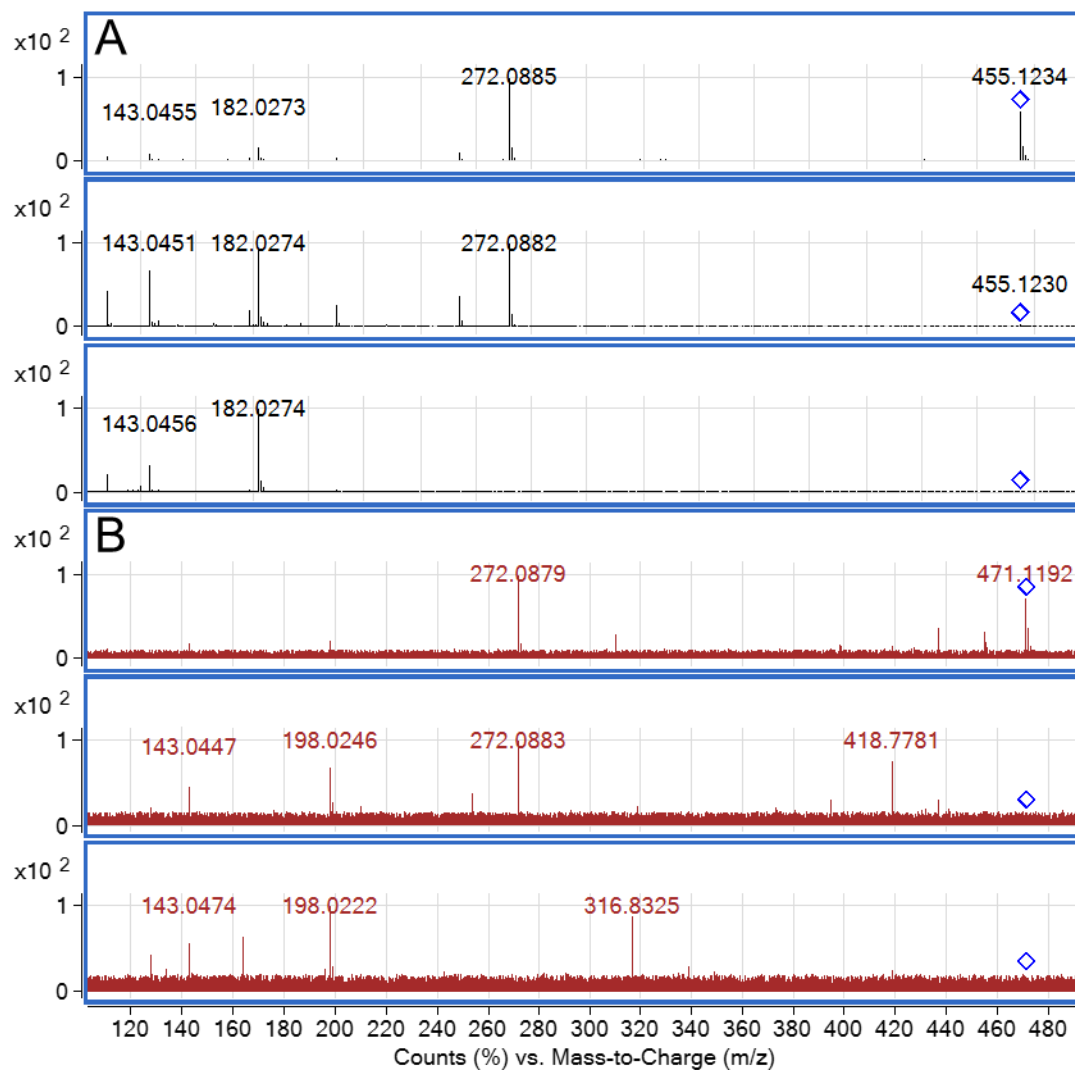 A
x10 2
1
0
143.0455 182.0273 272.0885 455.1234
x10 2
1
0
143.0451 182.0274 272.0882 455.1230
x10 2
1
0
143.0456 182.0274
B
x10 2
1
0
272.0879 471.1192
x10 2
1
0
143.0447 198.0246 272.0883 418.7781
x10 2
1
0
143.0474 198.0222 316.8325
120 140 160 180 200 220 240 260 280 300 320 340 360 380 400 420 440 460 480
Counts (%) vs. Mass-to-Charge (m/z)